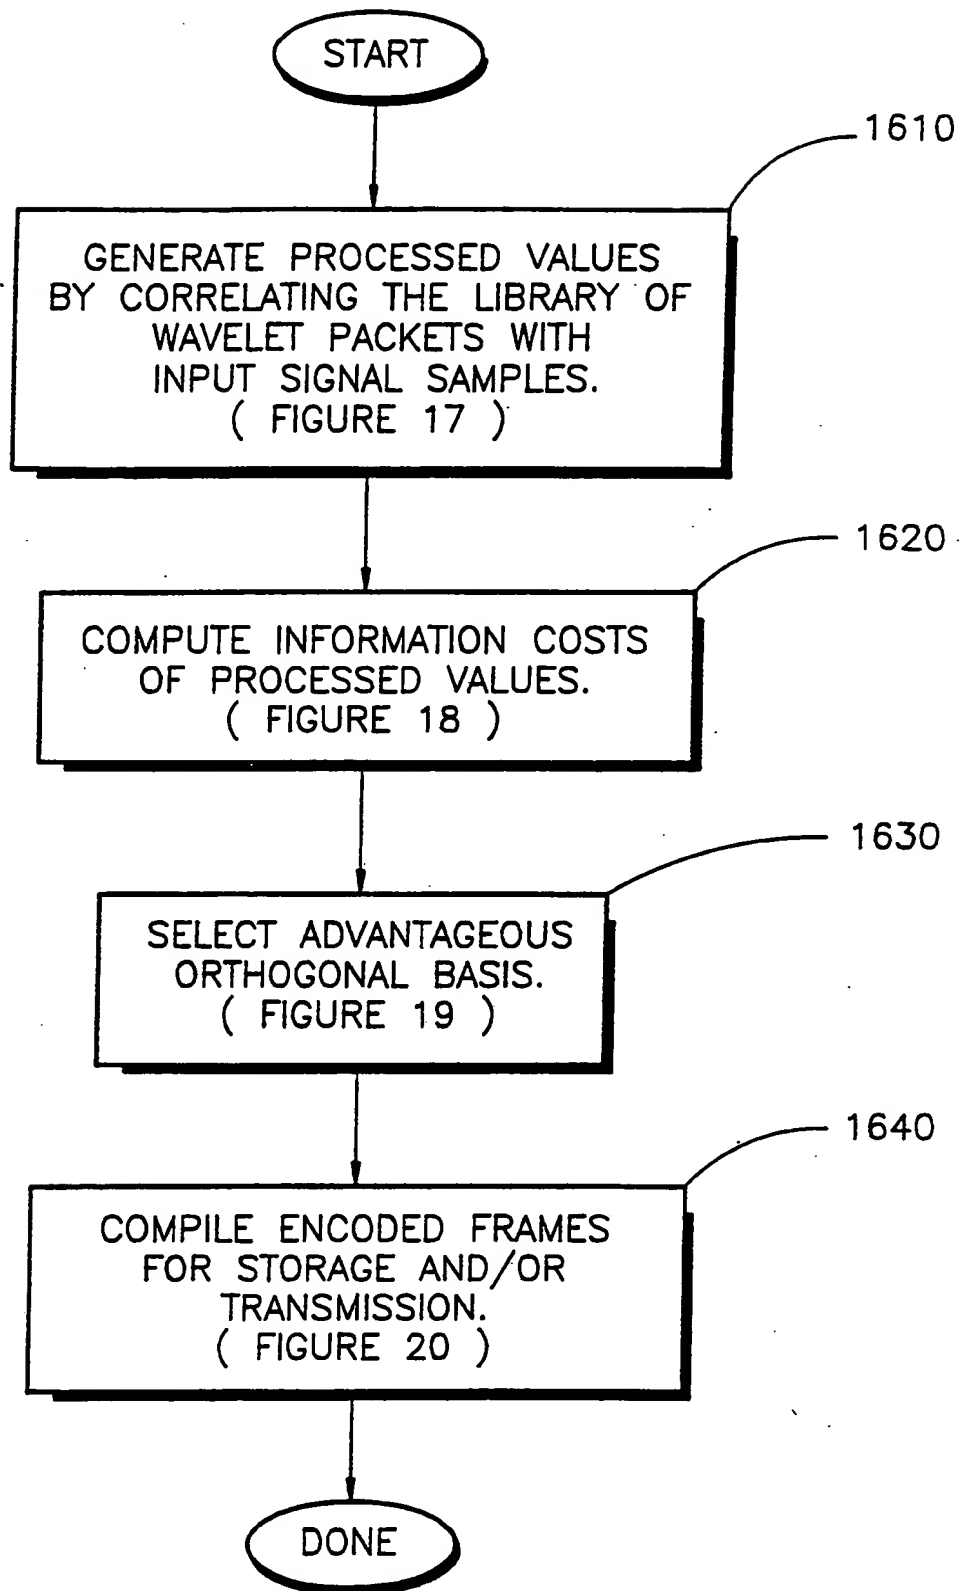 START
1610
GENERATE PROCESSED VALUES
BY CORRELATING THE LIBRARY OF
WAVELET PACKETS WITH
INPUT SIGNAL SAMPLES.
( FIGURE 17 )
1620
COMPUTE INFORMATION COSTS
OF PROCESSED VALUES.
( FIGURE 18 )
1630
SELECT ADVANTAGEOUS
ORTHOGONAL BASIS.
( FIGURE 19 )
1640
COMPILE ENCODED FRAMES
FOR STORAGE AND/OR
TRANSMISSION.
( FIGURE 20 )
DONE